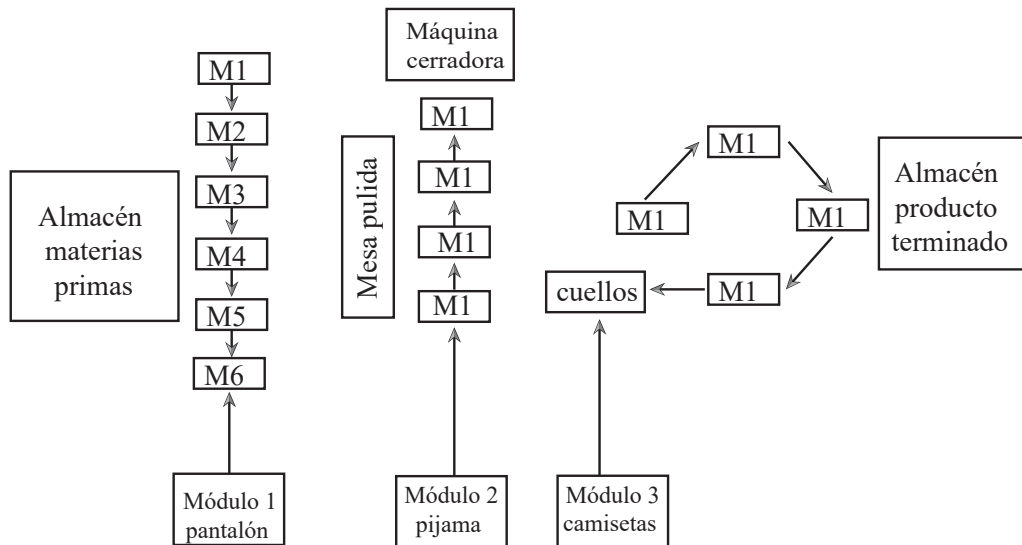 M1
M2
M3
M4
M5
M6
Almacén
materias
primas
Módulo 1
pantalón
Máquina
cerradora
Mesa pulida
M1
M1
M1
M1
Módulo 2
pijama
M1
M1
M1
M1
cuellos
Módulo 3
camisetas
Almacén
producto
terminado